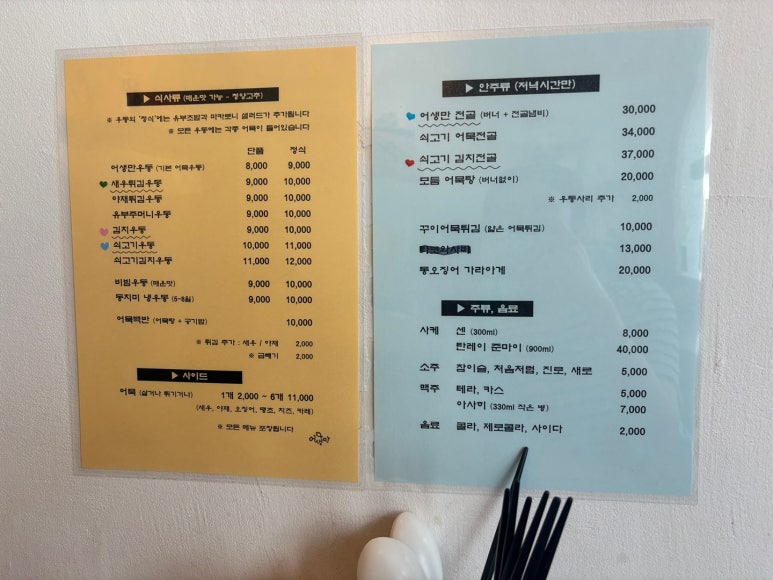 ▶ 식사류 (매운맛 가능 - 청양고추)
※ 우동의 '정식'에는 유부초밥과 마카로니 샐러드가 추가됩니다
※ 모든 우동에는 각종 어묵이 들어있습니다
단품 정식
어생만우동 (기본 어묵우동) 8,000 9,000
새우튀김우동 9,000 10,000
야채튀김우동 9,000 10,000
유부주머니우동 9,000 10,000
김치우동 9,000 10,000
쇠고기우동 10,000 11,000
쇠고기김치우동 11,000 12,000
비빔우동 (매운맛) 9,000 10,000
동치미 냉우동 (5-8월) 9,000 10,000
어묵백반 (어묵탕 + 공기밥) 10,000
※ 튀김 추가 : 새우 / 야채 2,000
※ 곱빼기 2,000
▶ 사이드
어묵 (삶거나 튀기거나) 1개 2,000 ~ 6개 11,000
(새우, 야채, 오징어, 땡초, 치즈, 카레)
※ 모든 메뉴 포장됩니다
어생만
▶ 안주류 (저녁시간만)
어생만 전골 (버너 + 전골냄비) 30,000
쇠고기 어묵전골 34,000
쇠고기 김치전골 37,000
모듬 어묵탕 (버너없이) 20,000
※ 우동사리 추가 2,000
꾸이어묵튀김 (얇은 어묵튀김) 10,000
타코와사비 13,000
통오징어 가라아게 20,000
▶ 주류, 음료
사케 센 (300ml) 8,000
탄레이 준마이 (900ml) 40,000
소주 참이슬, 처음처럼, 진로, 새로 5,000
맥주 테라, 카스 5,000
아사히 (330ml 작은 병) 7,000
음료 콜라, 제로콜라, 사이다 2,000